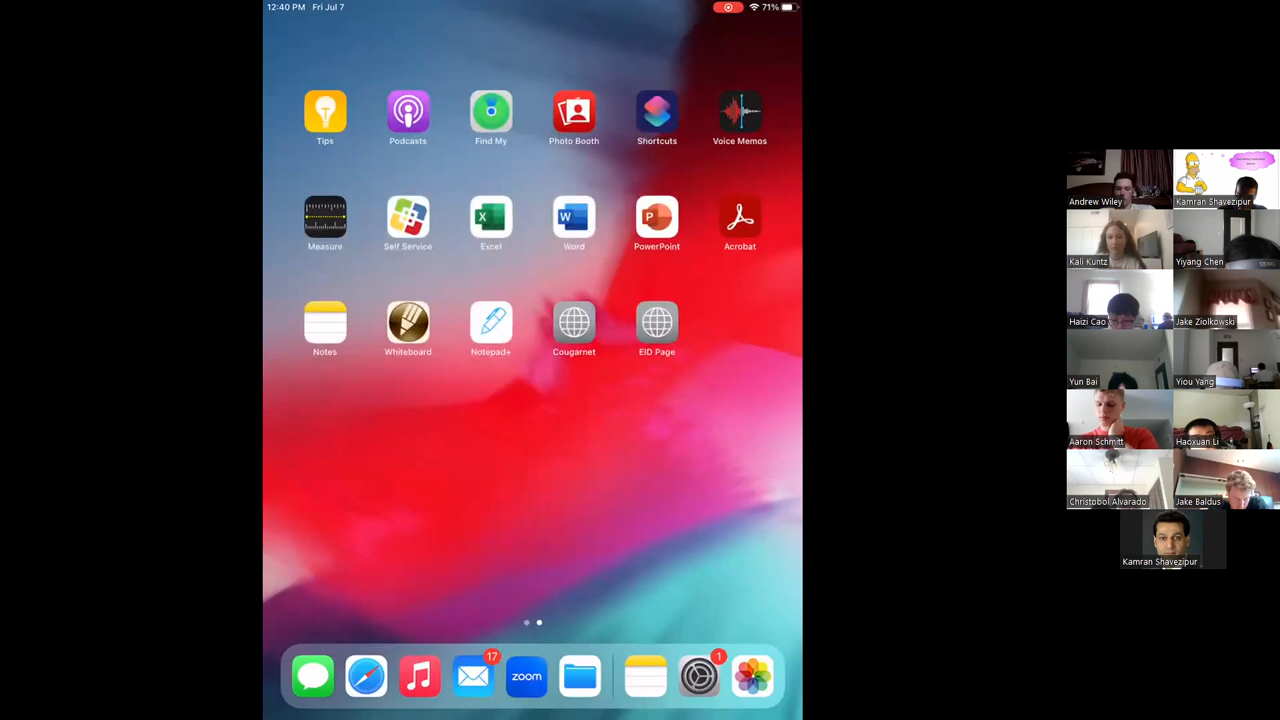 12:40 PM Fri Jul 7
71%
Tips
Podcasts
Find My
Photo Booth
Shortcuts
Voice Memos
Measure
Self Service
Excel
Word
PowerPoint
Acrobat
Notes
Whiteboard
Notepad+
Cougarnet
EID Page
17
zoom
1
Andrew Wiley
Kamran Shavezipur
Kali Kuntz
Yiyang Chen
Haizi Cao
Jake Ziolkowski
Yun Bai
Yiou Yang
Aaron Schmitt
Haoxuan Li
Christobol Alvarado
Jake Baldus
Kamran Shavezipur